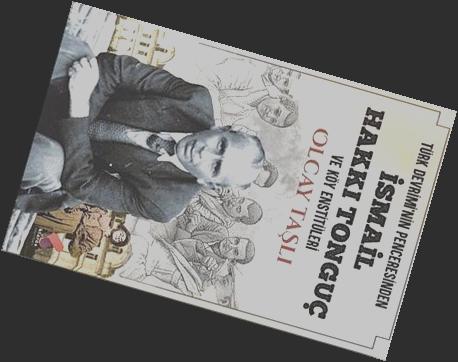 TÜRK DEVRİMİ'NİN PENCERESİNDEN
İSMAİL
HAKKI TONGUÇ
VE KÖY ENSTİTÜLERİ
OLCAY TAŞLI